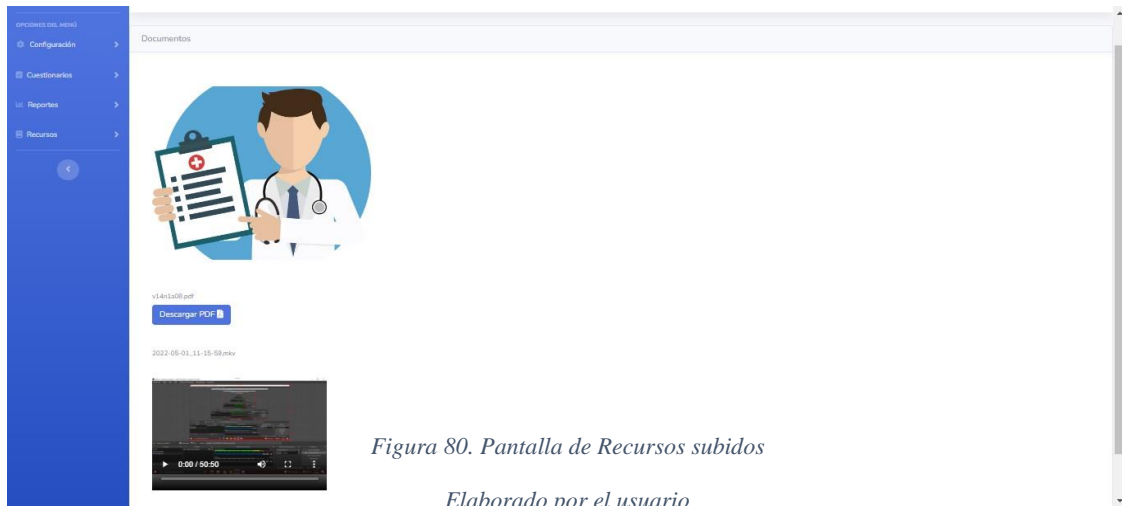 OPCIONES DEL MENÚ
Configuración
Cuestionarios
Reportes
Recursos
Documentos
v14n1a08.pdf
Descargar PDF
2022-05-01_11-15-59.mkv
0:00 / 50:50
Figura 80. Pantalla de Recursos subidos
Elaborado por el usuario